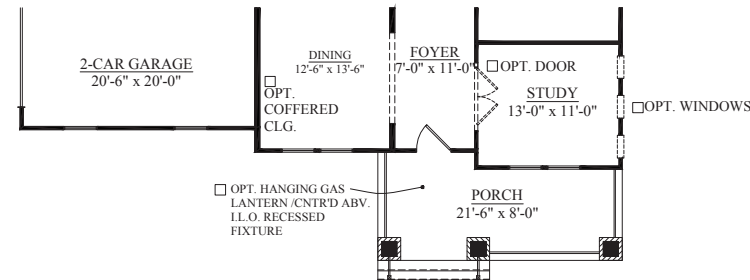 2-CAR GARAGE
20'-6" x 20'-0"
DINING
12'-6" x 13'-6"
OPT.
COFFERED
CLG.
FOYER
7'-0" x 11'-0"
OPT. DOOR
STUDY
13'-0" x 11'-0"
OPT. WINDOWS
OPT. HANGING GAS
LANTERN /CNTR'D ABV.
I.L.O. RECESSED
FIXTURE
PORCH
21'-6" x 8'-0"